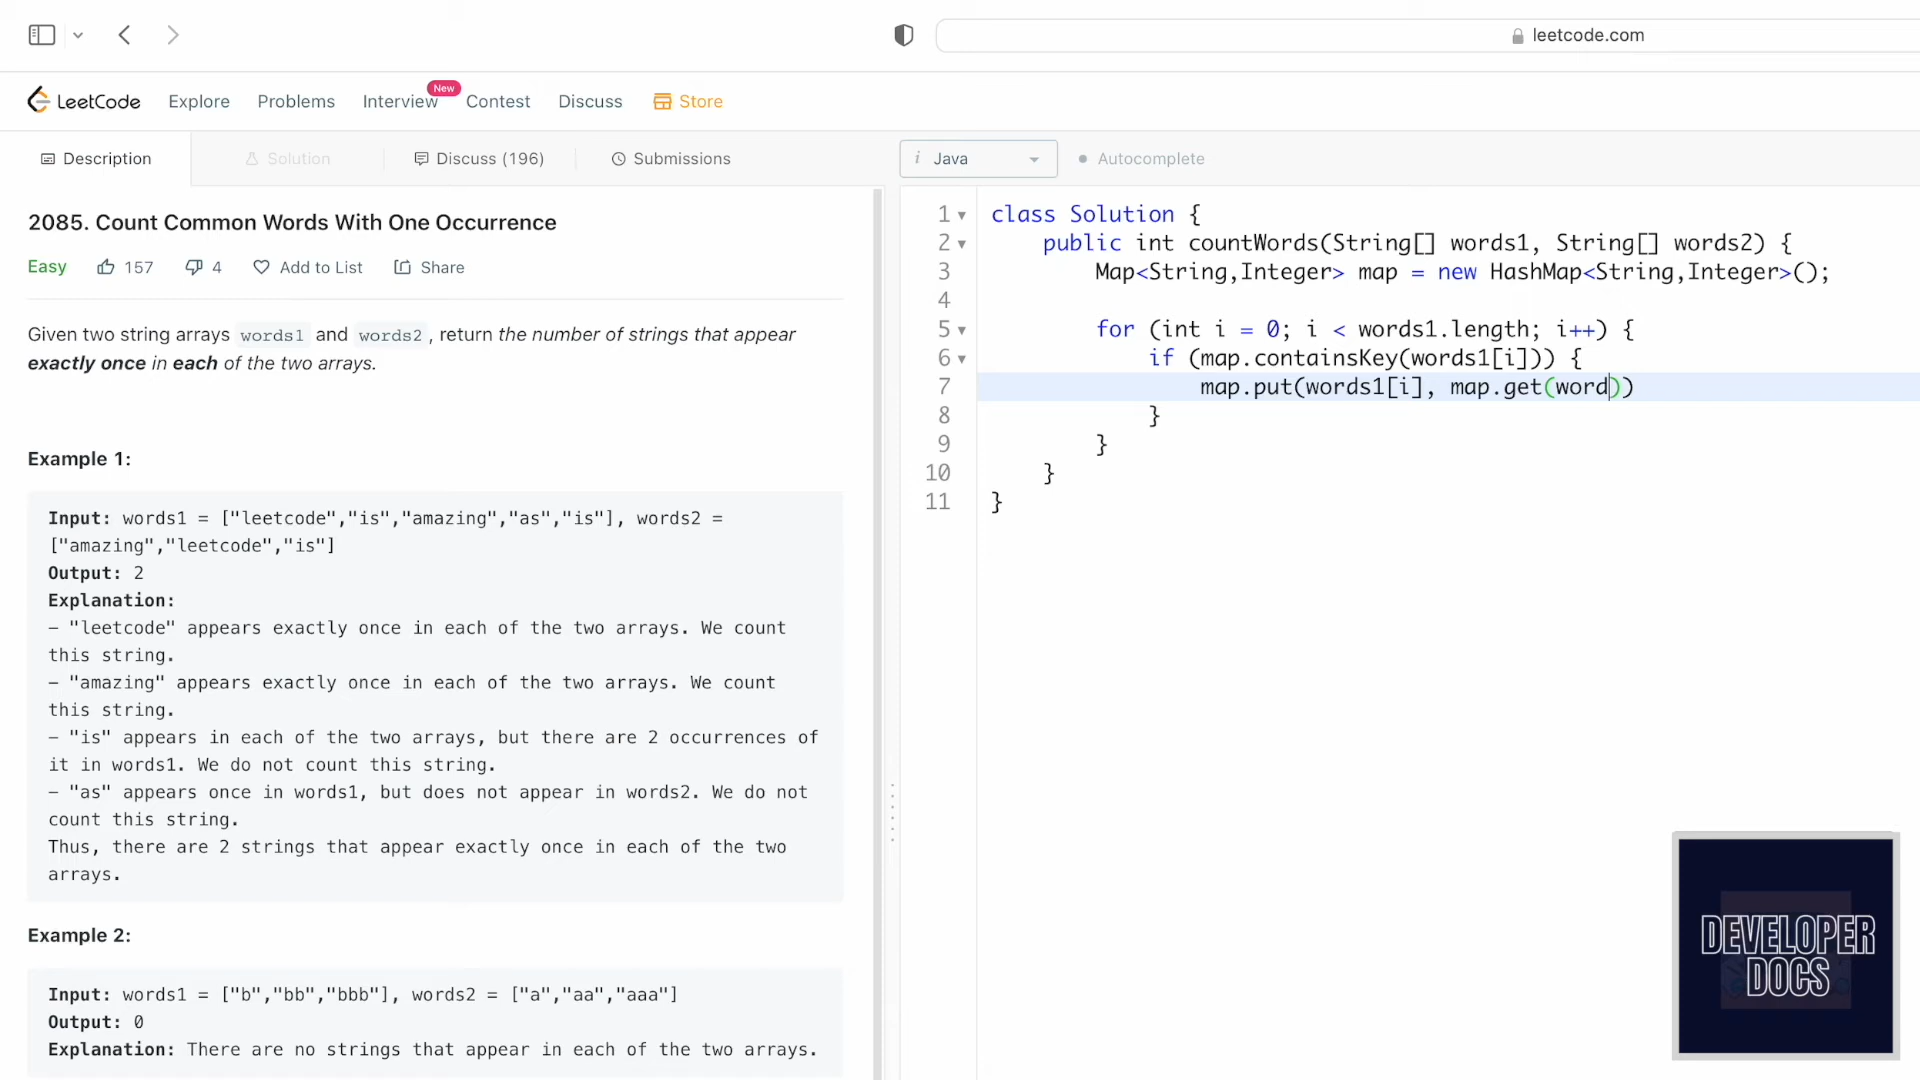 leetcode.com
LeetCode
Explore
Problems
Interview
New
Contest
Discuss
Store
Description
Solution
Discuss (196)
Submissions
i Java
Autocomplete
2085. Count Common Words With One Occurrence
Easy
157
4
Add to List
Share
Given two string arrays words1 and words2 , return the number of strings that appear
exactly once in each of the two arrays.
Example 1:
Input: words1 = ["leetcode","is","amazing","as","is"], words2 =
["amazing","leetcode","is"]
Output: 2
Explanation:
- "leetcode" appears exactly once in each of the two arrays. We count
this string.
- "amazing" appears exactly once in each of the two arrays. We count
this string.
- "is" appears in each of the two arrays, but there are 2 occurrences of
it in words1. We do not count this string.
- "as" appears once in words1, but does not appear in words2. We do not
count this string.
Thus, there are 2 strings that appear exactly once in each of the two
arrays.
Example 2:
Input: words1 = ["b","bb","bbb"], words2 = ["a","aa","aaa"]
Output: 0
Explanation: There are no strings that appear in each of the two arrays.
1 class Solution {
2 public int countWords(String[] words1, String[] words2) {
3 Map<String,Integer> map = new HashMap<String,Integer>();
4
5 for (int i = 0; i < words1.length; i++) {
6 if (map.containsKey(words1[i])) {
7 map.put(words1[i], map.get(word))
8 }
9 }
10 }
11 }
DEVELOPER
DOCS